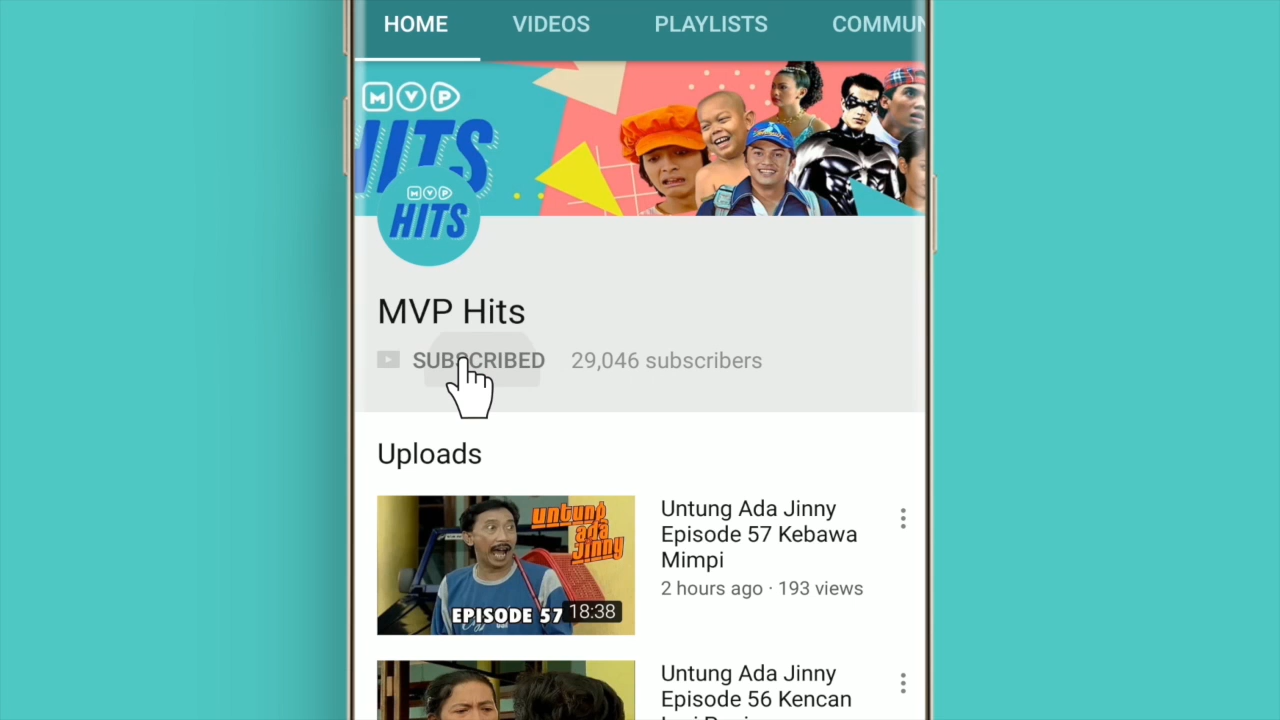 HOME VIDEOS PLAYLISTS COMMUN
MVP
HITS
MVP
HITS
MVP Hits
SUBSCRIBED 29,046 subscribers
Uploads
untung
ada
jinny
EPISODE 57 18:38
Untung Ada Jinny
Episode 57 Kebawa
Mimpi
2 hours ago · 193 views
Untung Ada Jinny
Episode 56 Kencan